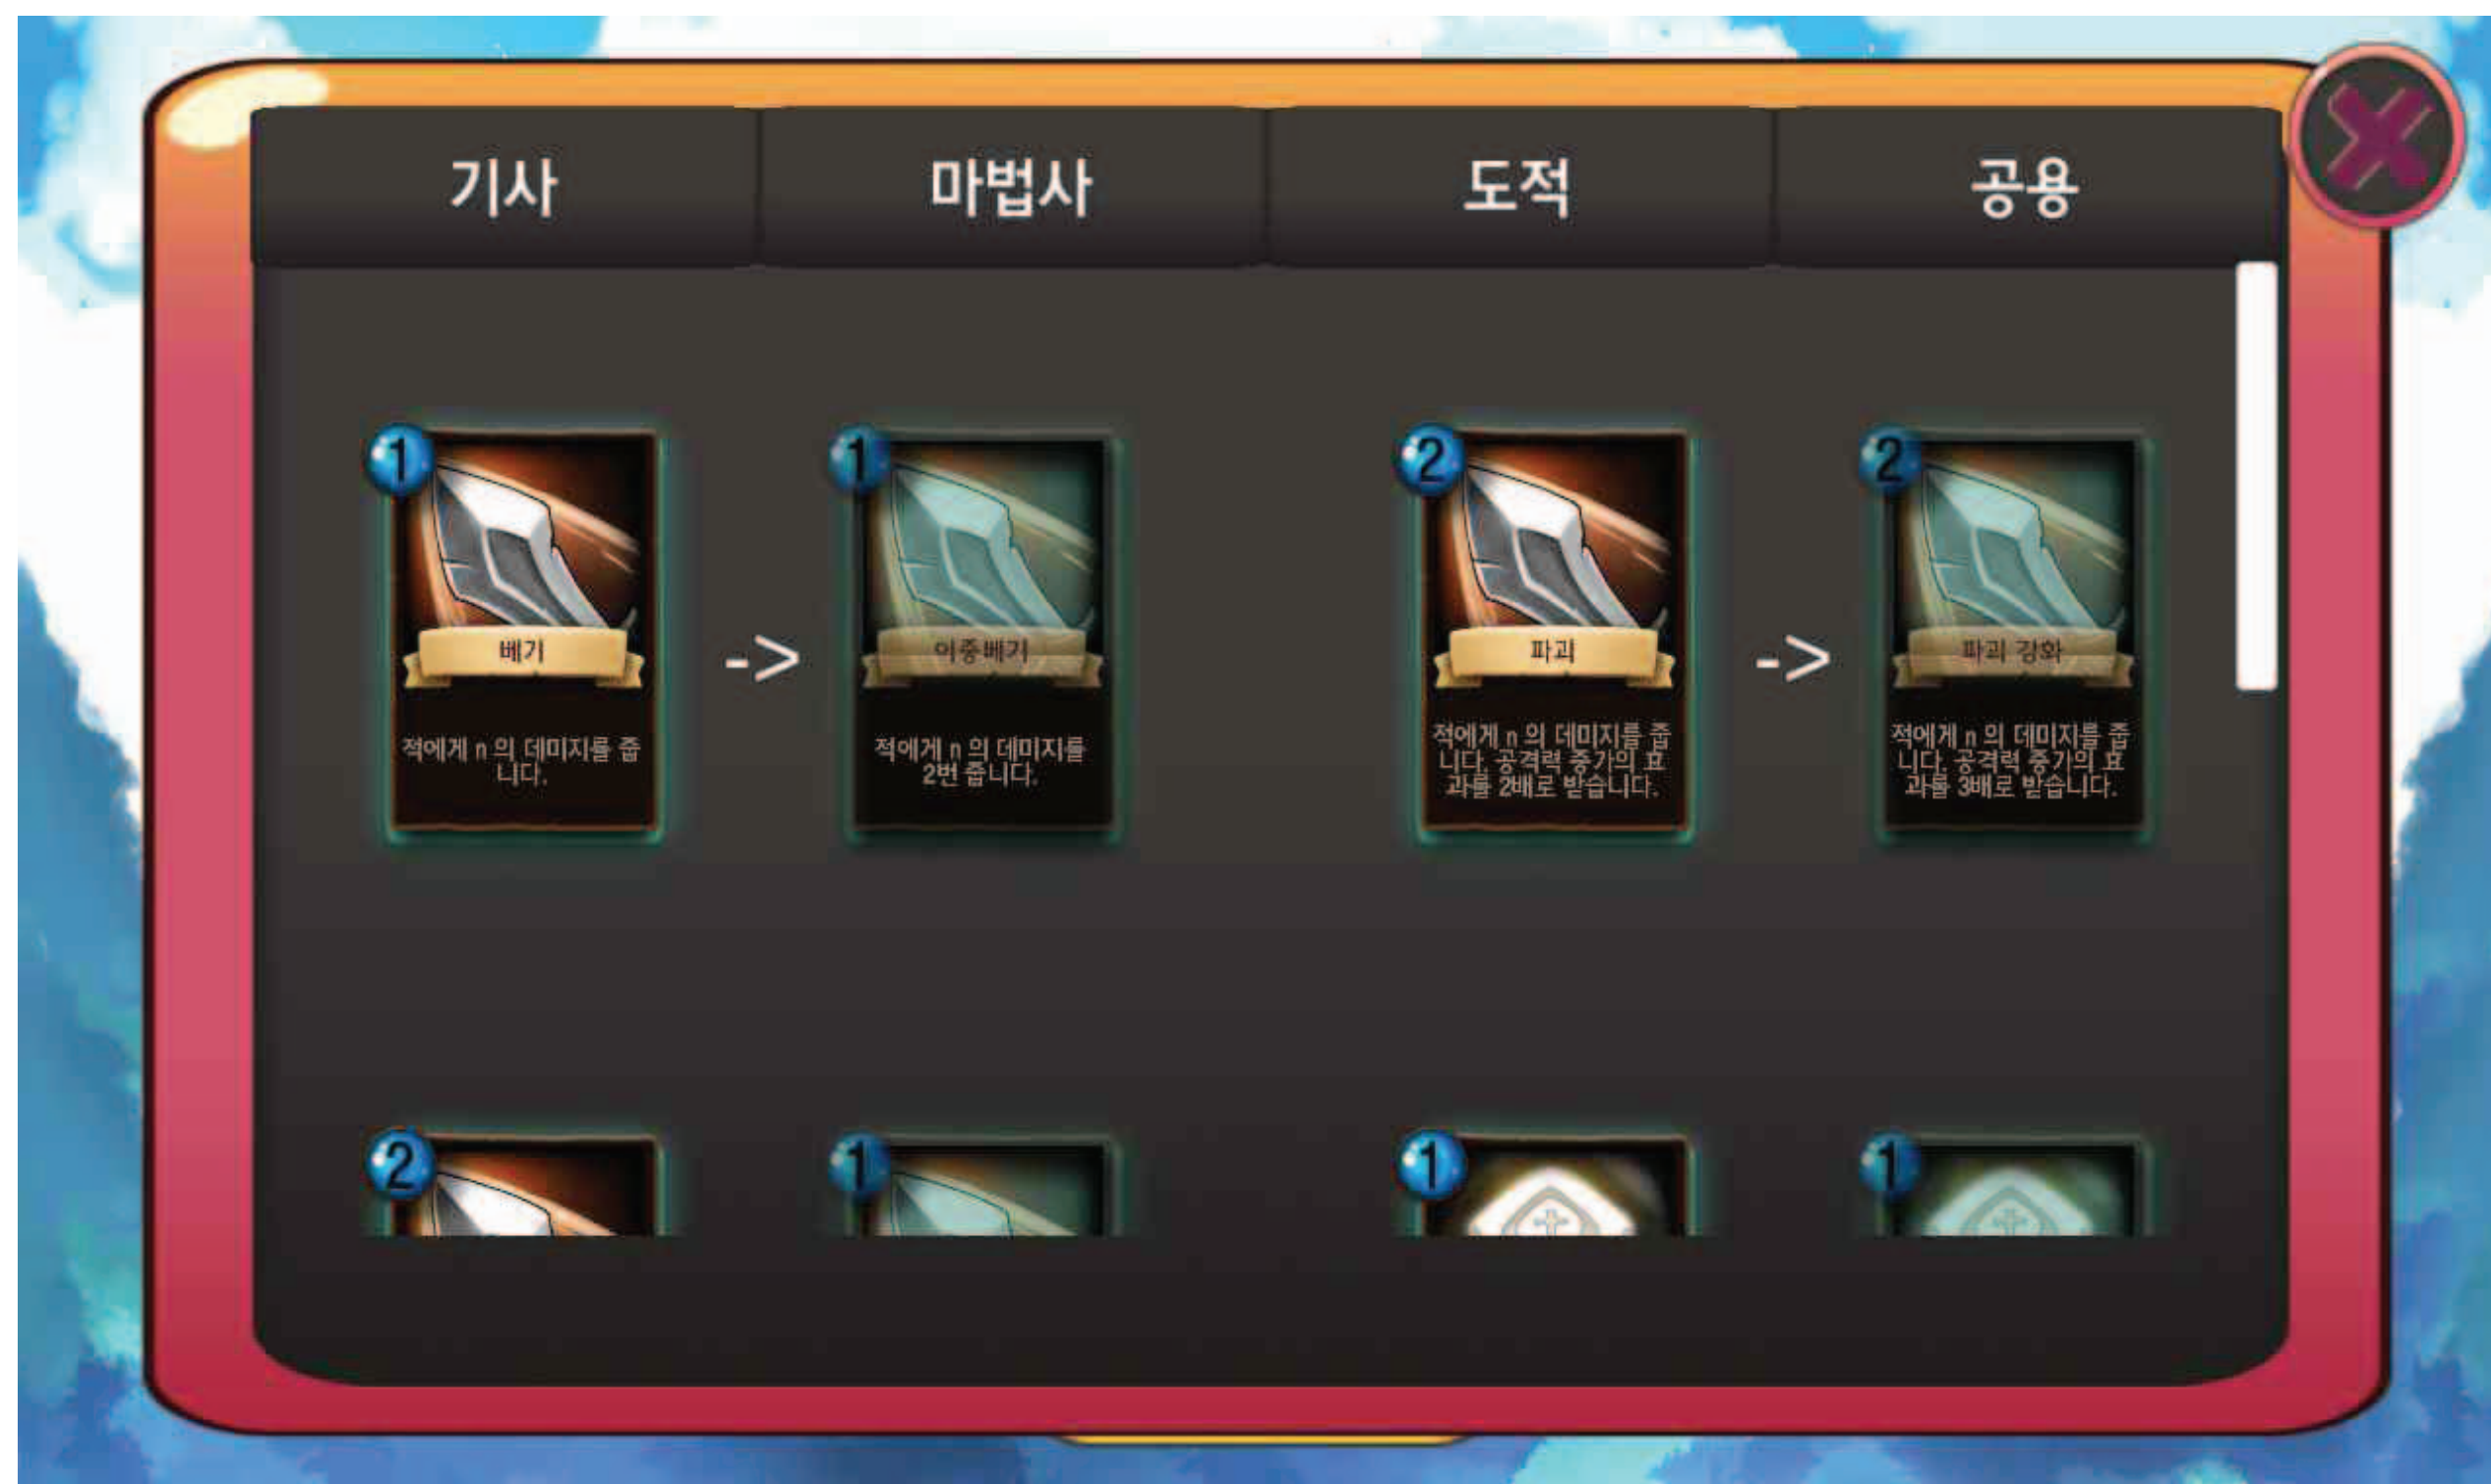 기사
마법사
도적
공용
1
베기
적에게 n 의 데미지를 줍
니다.
->
1
이중베기
적에게 n 의 데미지를
2번 줍니다.
2
파괴
적에게 n 의 데미지를 줍
니다. 공격력 증가의 효
과를 2배로 받습니다.
->
2
파괴 강화
적에게 n 의 데미지를 줍
니다. 공격력 증가의 효
과를 3배로 받습니다.
2
1
1
1